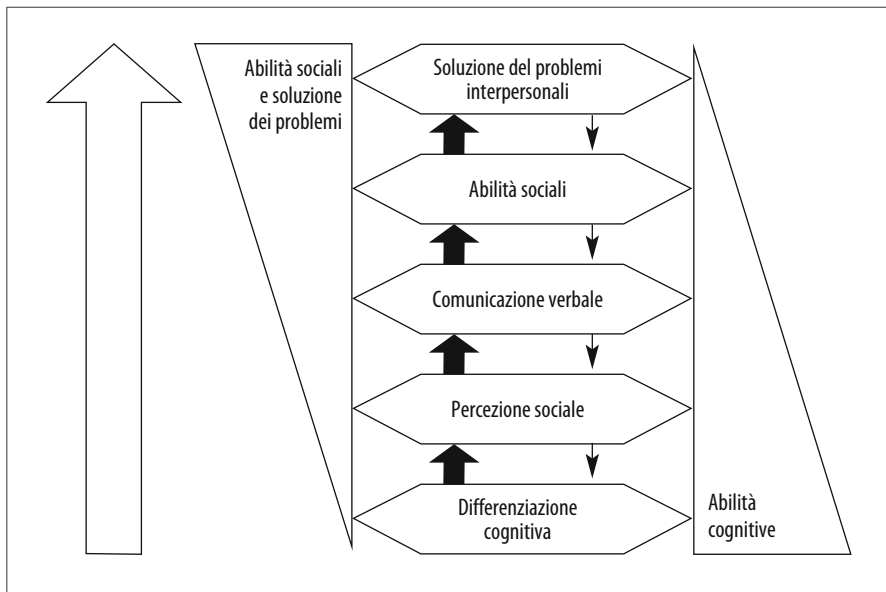 Abilità sociali
e soluzione
dei problemi
Soluzione del problemi
interpersonali
Abilità sociali
Comunicazione verbale
Percezione sociale
Differenziazione
cognitiva
Abilità
cognitive